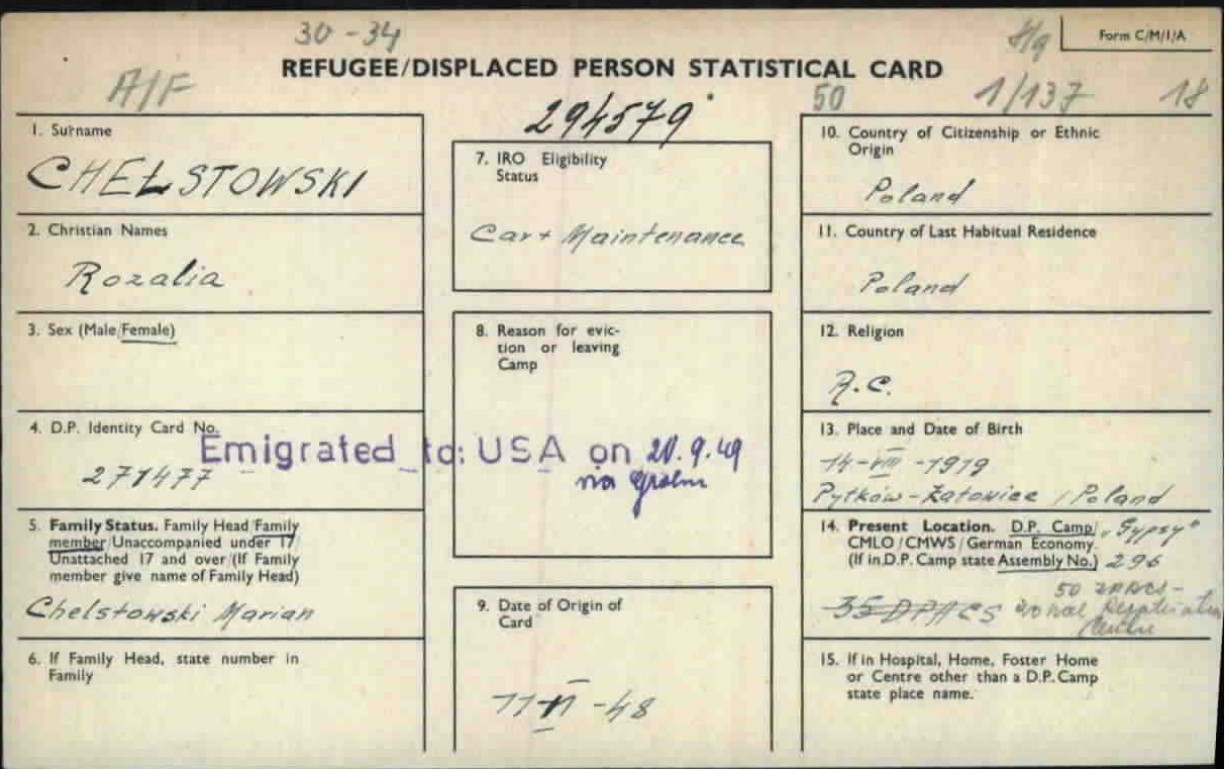 30-34
Form C/M/I/A
REFUGEE/DISPLACED PERSON STATISTICAL CARD
A/F
294579
50 1/137 18
1. Surname
CHEŁSTOWSKI
2. Christian Names
Rozalia
3. Sex (Male/Female)
4. D.P. Identity Card No.
271477
Emigrated to: USA on 20.9.49
via
5. Family Status. Family Head/Family
member/Unaccompanied under 17/
Unattached 17 and over/(If Family
member give name of Family Head)
Chelstowski Marian
6. If Family Head, state number in
Family
7. IRO Eligibility
Status
Car + Maintenance
8. Reason for evic-
tion or leaving
Camp
9. Date of Origin of
Card
11-VI-48
10. Country of Citizenship or Ethnic
Origin
Poland
11. Country of Last Habitual Residence
Poland
12. Religion
R.C.
13. Place and Date of Birth
14-VIII-1919
Pytków-Katowice / Poland
14. Present Location. D.P. Camp/ „Gypsy"
CMLO/CMWS/German Economy.
(If in D.P. Camp state Assembly No.) 296
50
35 DPACS
Centre
15. If in Hospital, Home, Foster Home
or Centre other than a D.P. Camp
state place name.